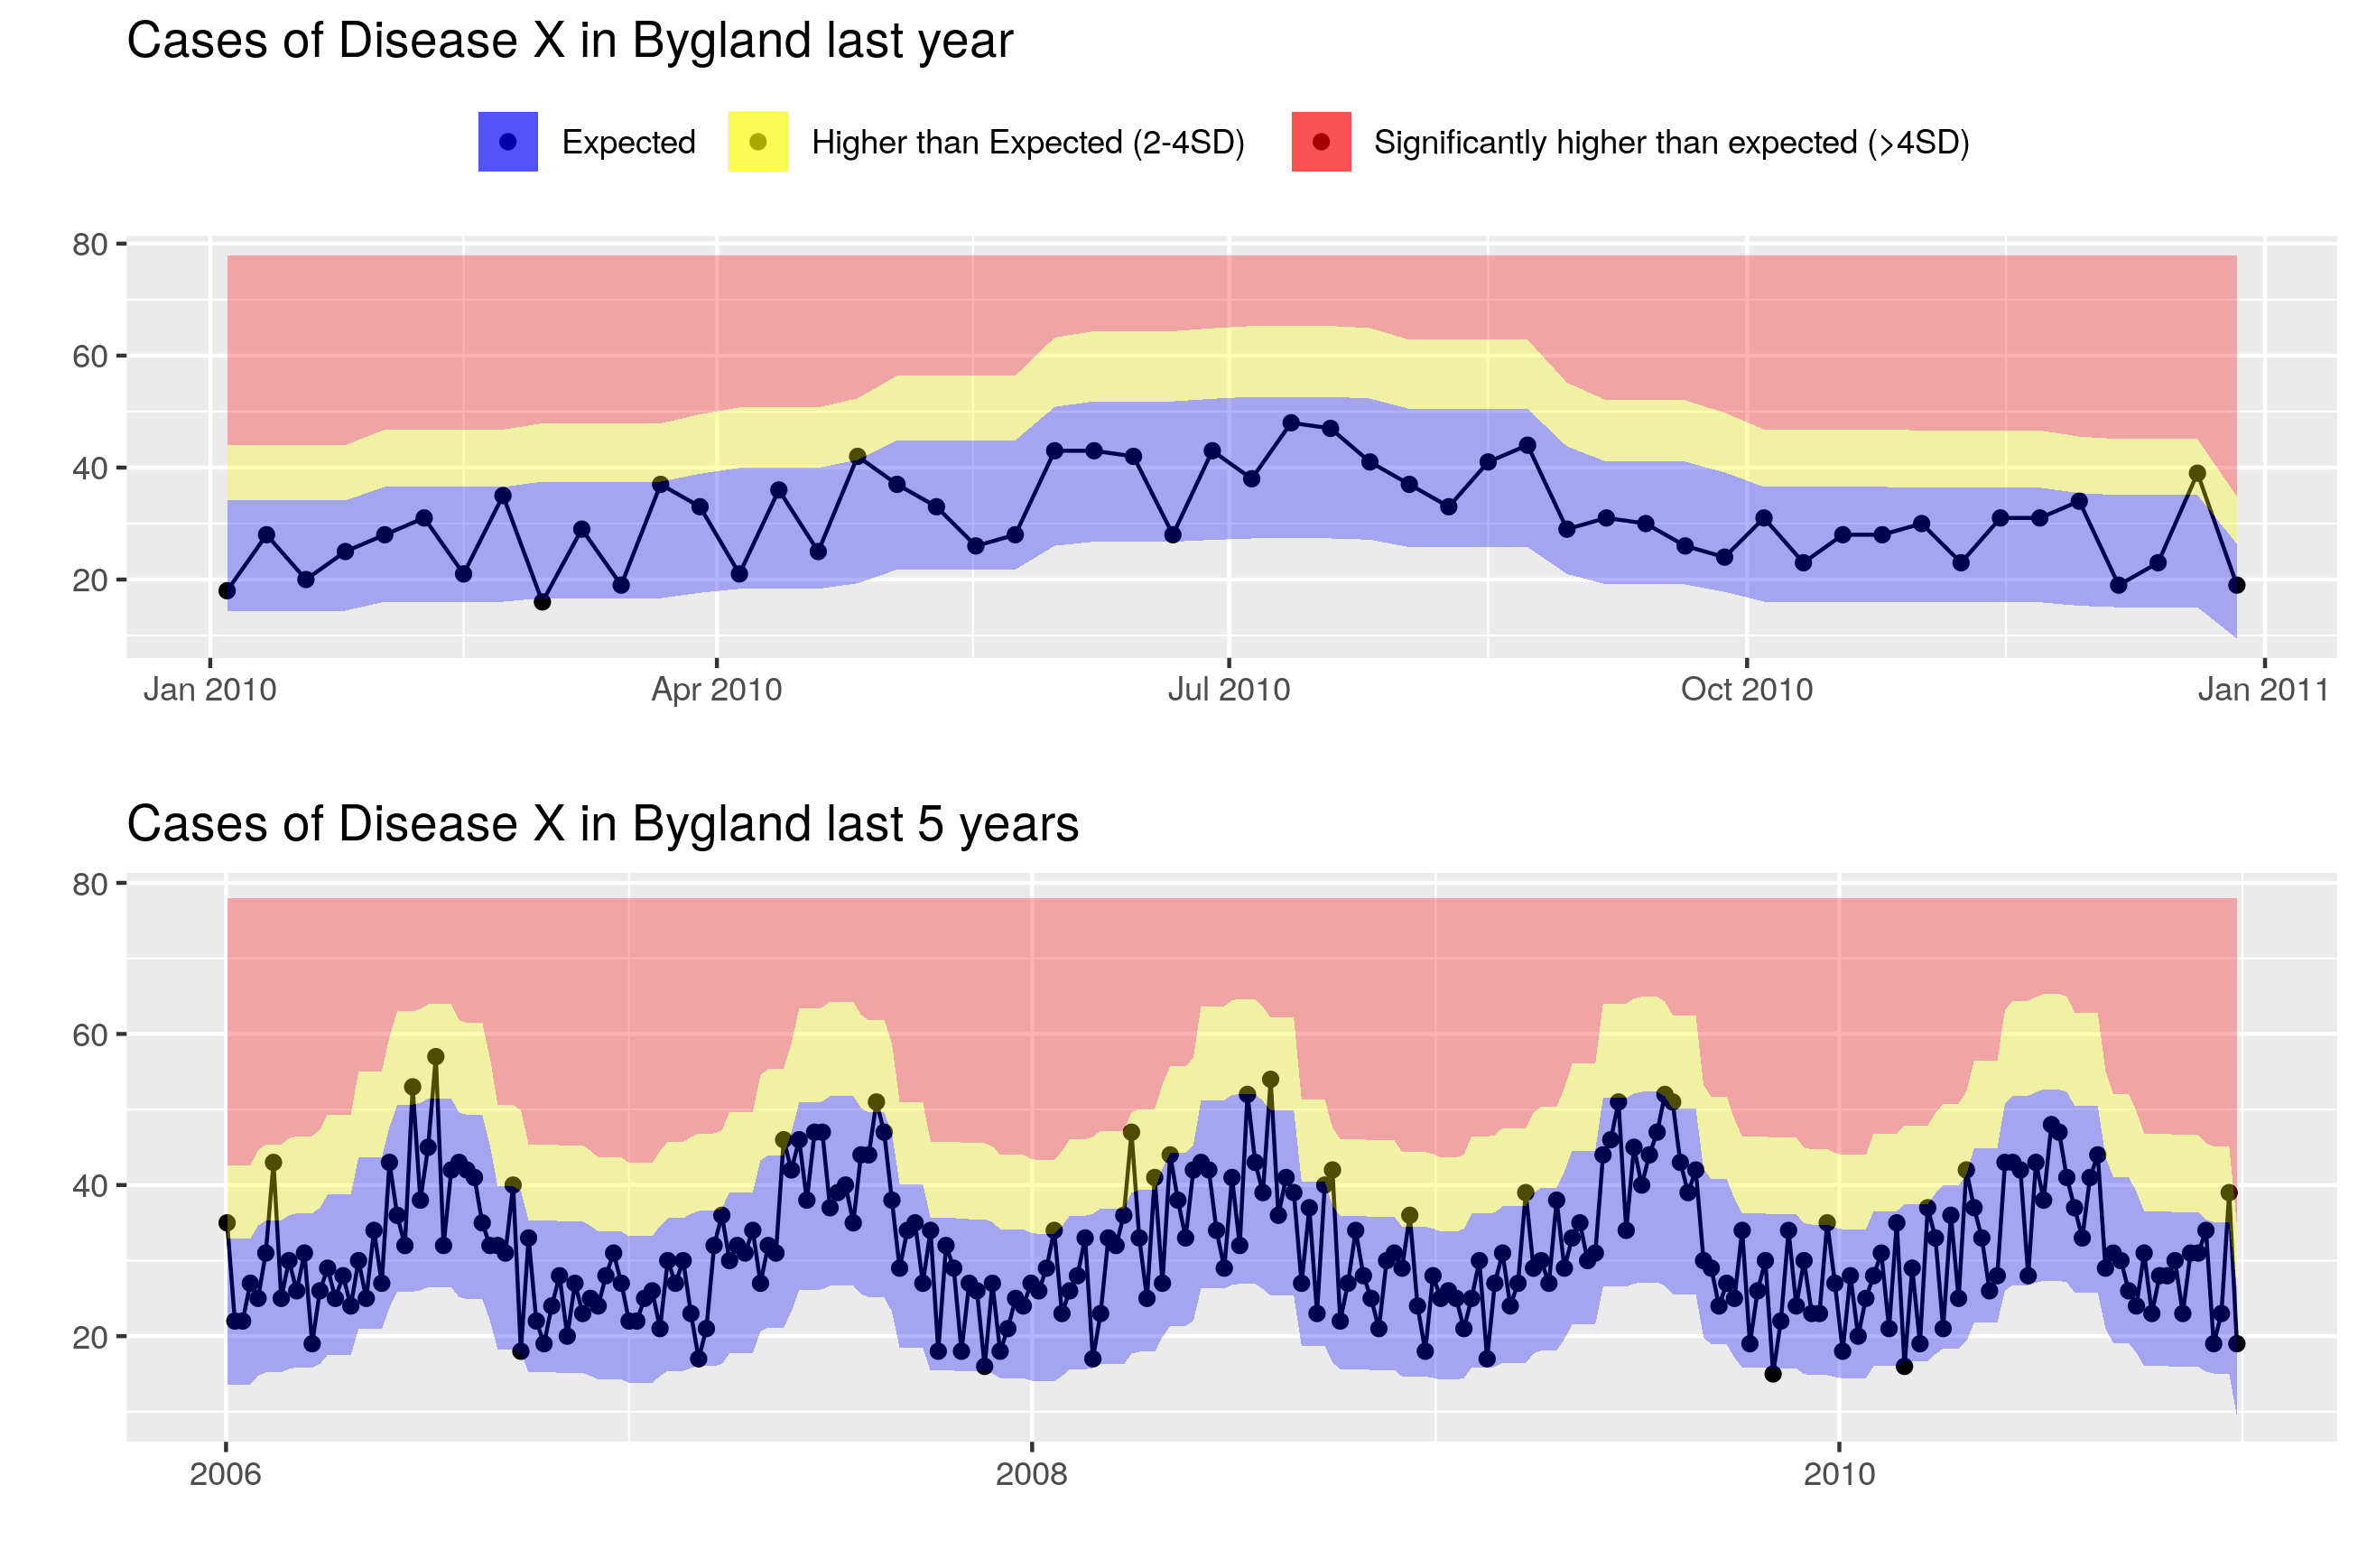 Cases of Disease X in Bygland last year
Expected Higher than Expected (2-4SD) Significantly higher than expected (>4SD)
80
60
40
20
Jan 2010 Apr 2010 Jul 2010 Oct 2010 Jan 2011
Cases of Disease X in Bygland last 5 years
80
60
40
20
2006 2008 2010